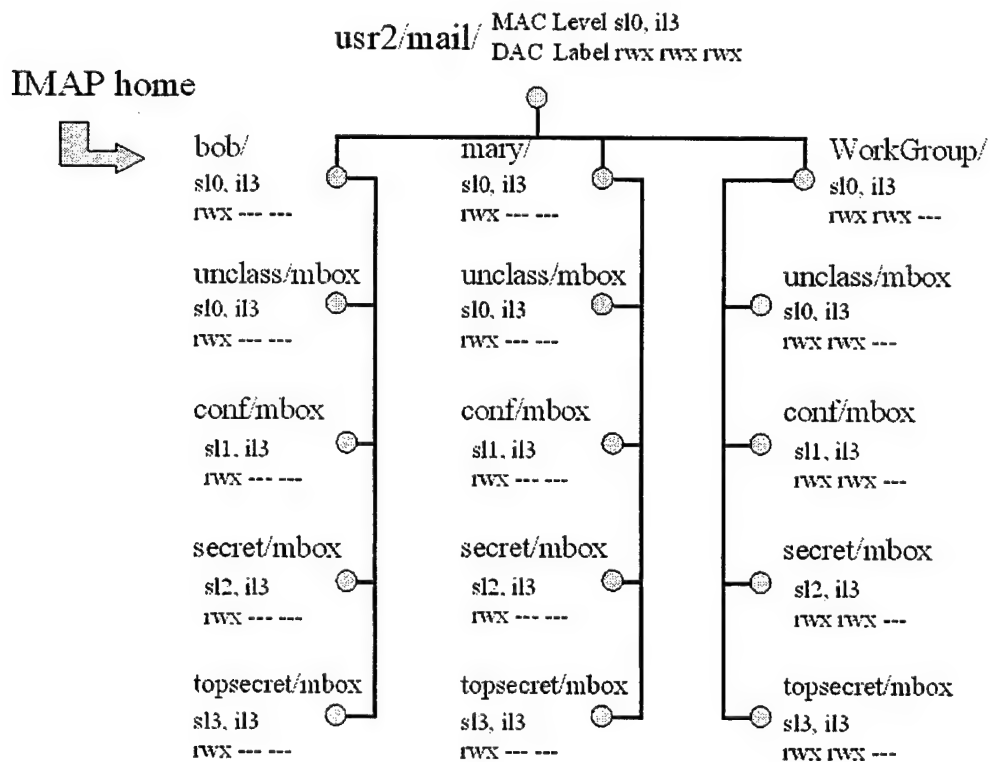 usr2/mail/ MAC Level sl0, il3
DAC Label rwx rwx rwx
IMAP home
bob/
sl0, il3
rwx --- ---
unclass/mbox
sl0, il3
rwx --- ---
conf/mbox
sl1, il3
rwx --- ---
secret/mbox
sl2, il3
rwx --- ---
topsecret/mbox
sl3, il3
rwx --- ---
mary/
sl0, il3
rwx --- ---
unclass/mbox
sl0, il3
rwx --- ---
conf/mbox
sl1, il3
rwx --- ---
secret/mbox
sl2, il3
rwx --- ---
topsecret/mbox
sl3, il3
rwx --- ---
WorkGroup/
sl0, il3
rwx rwx ---
unclass/mbox
sl0, il3
rwx rwx ---
conf/mbox
sl1, il3
rwx rwx ---
secret/mbox
sl2, il3
rwx rwx ---
topsecret/mbox
sl3, il3
rwx rwx ---